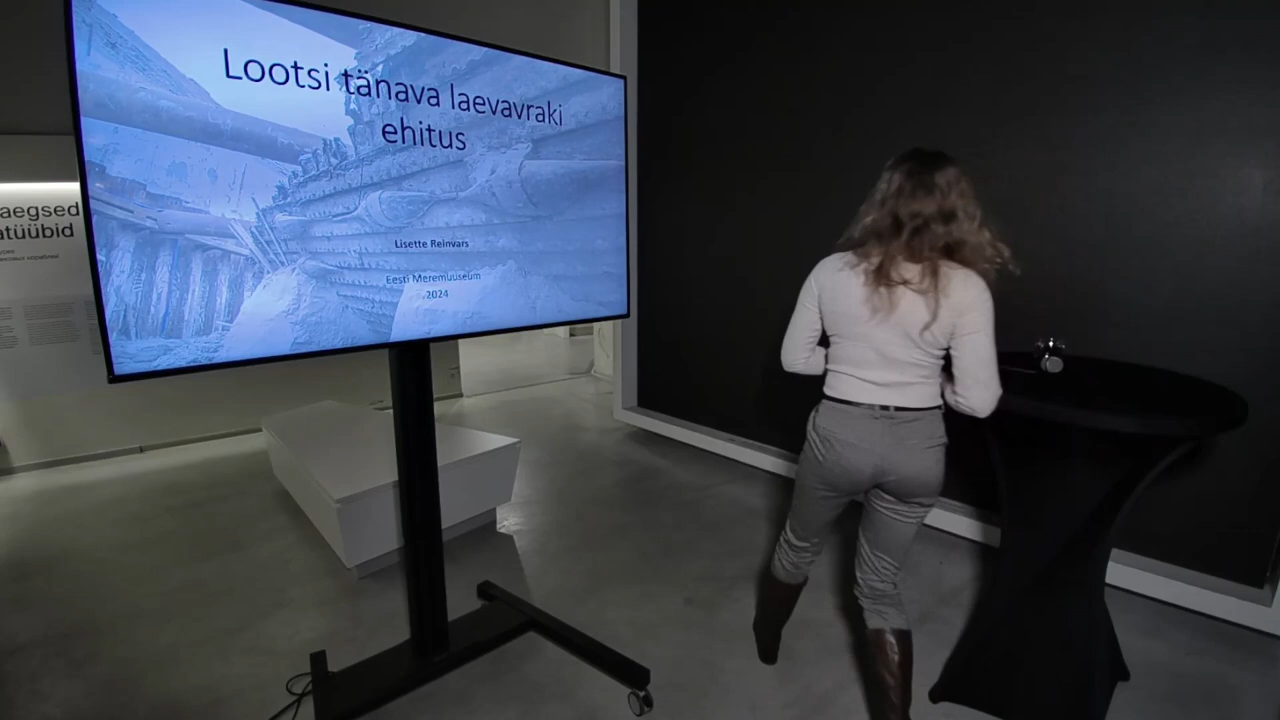 Lootsi tänava laevavraki
ehitus
Lisette Reinvars
Eesti Meremuuseum
2024
aegsed
atüübid